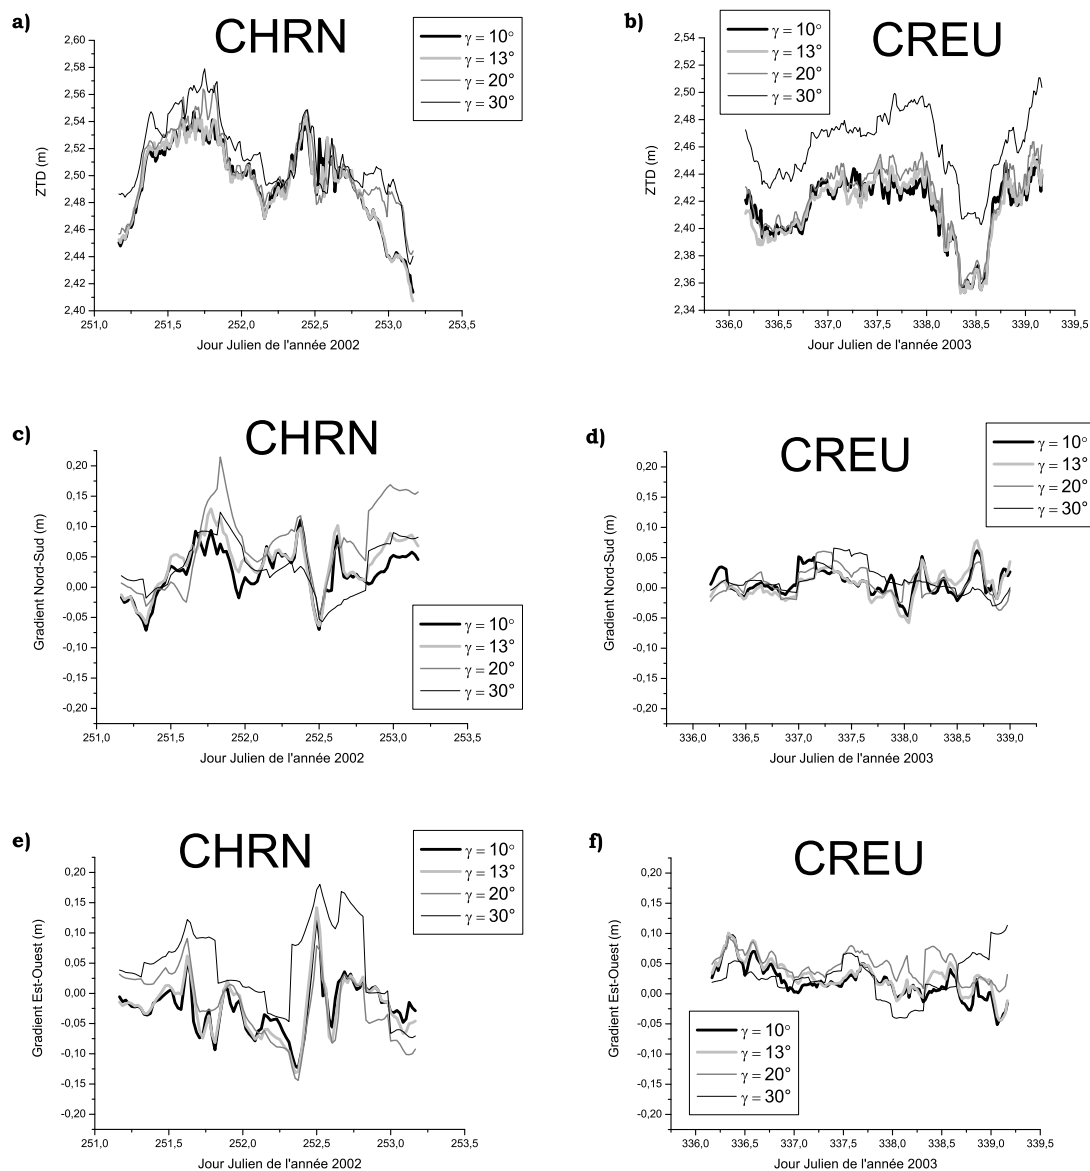 a)
CHRN
γ = 10°
γ = 13°
γ = 20°
γ = 30°
2,60
2,58
2,56
2,54
2,52
2,50
2,48
2,46
2,44
2,42
2,40
ZTD (m)
251,0 251,5 252,0 252,5 253,0 253,5
Jour Julien de l'année 2002
b)
CREU
γ = 10°
γ = 13°
γ = 20°
γ = 30°
2,54
2,52
2,50
2,48
2,46
2,44
2,42
2,40
2,38
2,36
2,34
ZTD (m)
336,0 336,5 337,0 337,5 338,0 338,5 339,0 339,5
Jour Julien de l'année 2003
c)
CHRN
0,20
0,15
0,10
0,05
0,00
-0,05
-0,10
-0,15
-0,20
Gradient Nord-Sud (m)
γ = 10°
γ = 13°
γ = 20°
γ = 30°
251,0 251,5 252,0 252,5 253,0 253,5
Jour Julien de l'année 2002
d)
CREU
γ = 10°
γ = 13°
γ = 20°
γ = 30°
0,20
0,15
0,10
0,05
0,00
-0,05
-0,10
-0,15
-0,20
Gradient Nord-Sud (m)
336,0 336,5 337,0 337,5 338,0 338,5 339,0
Jour Julien de l'année 2003
e)
CHRN
γ = 10°
γ = 13°
γ = 20°
γ = 30°
0,20
0,15
0,10
0,05
0,00
-0,05
-0,10
-0,15
-0,20
Gradient Est-Ouest (m)
251,0 251,5 252,0 252,5 253,0 253,5
Jour Julien de l'année 2002
f)
CREU
0,20
0,15
0,10
0,05
0,00
-0,05
-0,10
-0,15
-0,20
Gradient Est-Ouest (m)
γ = 10°
γ = 13°
γ = 20°
γ = 30°
336,0 336,5 337,0 337,5 338,0 338,5 339,0 339,5
Jour Julien de l'année 2003